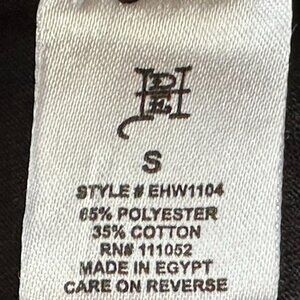 S
STYLE # EHW1104
65% POLYESTER
35% COTTON
RN# 111052
MADE IN EGYPT
CARE ON REVERSE